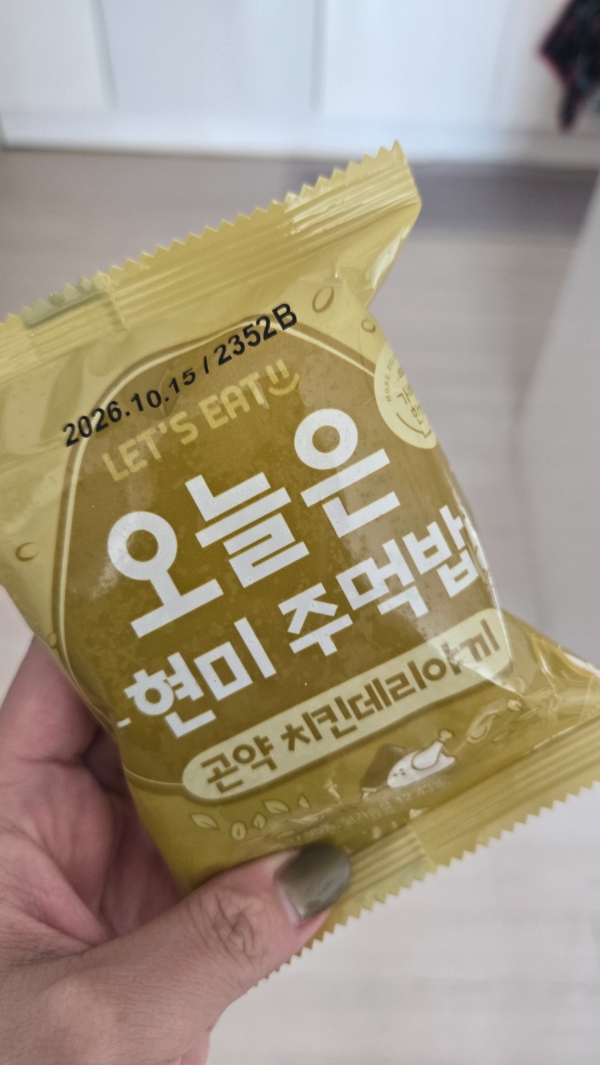 2026.10.15 / 2352B
LET'S EAT
오늘은
현미 주먹밥
곤약 치킨데리야끼